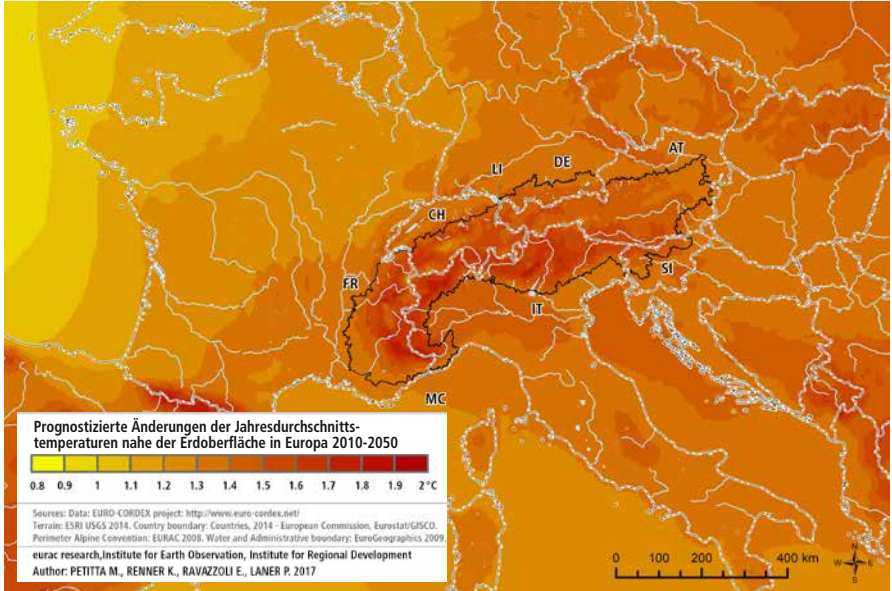 AT
DE
LI
CH
FR
SI
IT
MC
Prognostizierte Änderungen der Jahresdurchschnitts-
temperaturen nahe der Erdoberfläche in Europa 2010-2050
0.8 0.9 1 1.1 1.2 1.3 1.4 1.5 1.6 1.7 1.8 1.9 2°C
Sources: Data: EURO-CORDEX project: http://www.euro-cordex.net/
Terrain: ESRI USGS 2014. Country boundary: Countries, 2014 - European Commission, Eurostat/GISCO.
Perimeter Alpine Convention: EURAC 2008. Water and Administrative boundary: EuroGeographics 2009.
eurac research,Institute for Earth Observation, Institute for Regional Development
Author: PETITTA M., RENNER K., RAVAZZOLI E., LANER P. 2017
0 100 200 400 km
N
W E
S